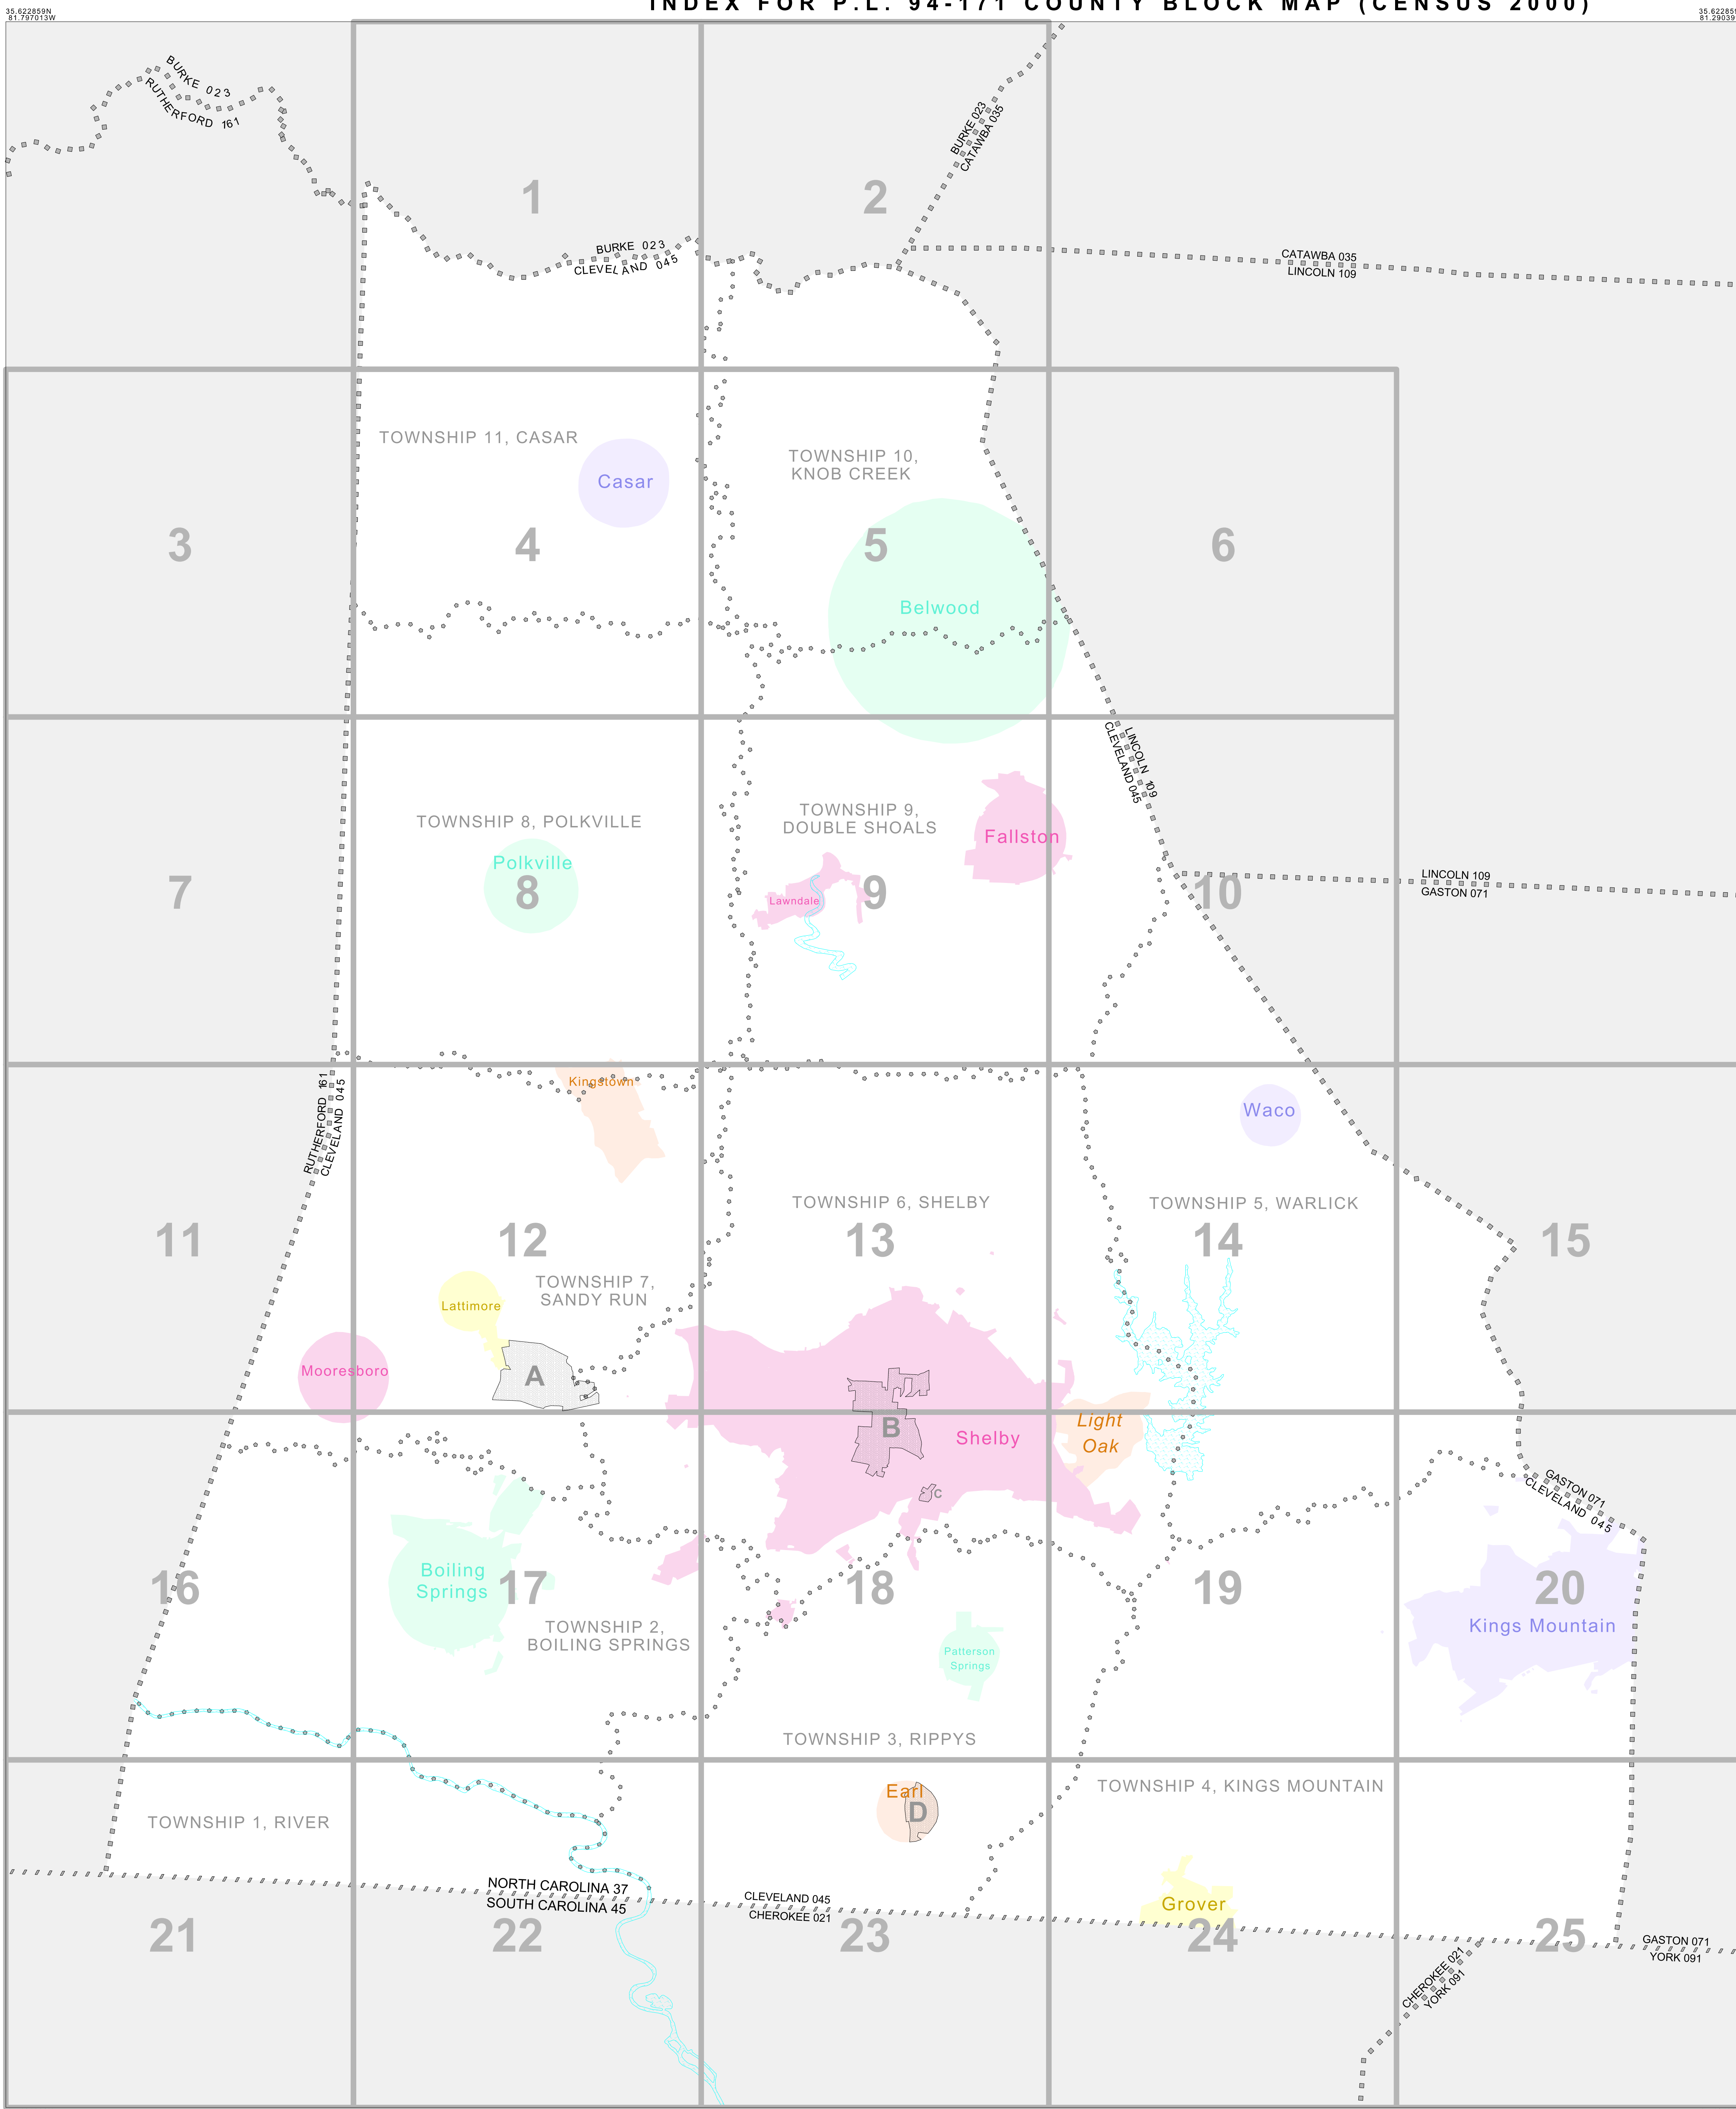 INDEX FOR P.L. 94-171 COUNTY BLOCK MAP (CENSUS 2000)
35.622859N
81.797013W
BURKE 023
RUTHERFORD 161
BURKE 023
CATAWBA 035
1
2
BURKE 023
CLEVELAND 045
CATAWBA 035
LINCOLN 109
TOWNSHIP 11, CASAR
Casar
TOWNSHIP 10,
KNOB CREEK
3
4
5
6
Belwood
LINCOLN 109
CLEVELAND 045
TOWNSHIP 8, POLKVILLE
Polkville
TOWNSHIP 9,
DOUBLE SHOALS
Fallston
Lawndale
7
8
9
10
LINCOLN 109
GASTON 071
Kingstown
RUTHERFORD 161
CLEVELAND 045
Waco
TOWNSHIP 6, SHELBY
TOWNSHIP 5, WARLICK
11
12
13
14
15
TOWNSHIP 7,
SANDY RUN
Lattimore
Mooresboro
A
B
Shelby
Light
Oak
C
GASTON 071
CLEVELAND 045
Boiling
Springs
16
17
18
19
20
TOWNSHIP 2,
BOILING SPRINGS
Kings Mountain
Patterson
Springs
TOWNSHIP 3, RIPPYS
TOWNSHIP 4, KINGS MOUNTAIN
Earl
D
TOWNSHIP 1, RIVER
NORTH CAROLINA 37
SOUTH CAROLINA 45
CLEVELAND 045
CHEROKEE 021
Grover
21
22
23
24
25
GASTON 071
YORK 091
CHEROKEE 021
YORK 091